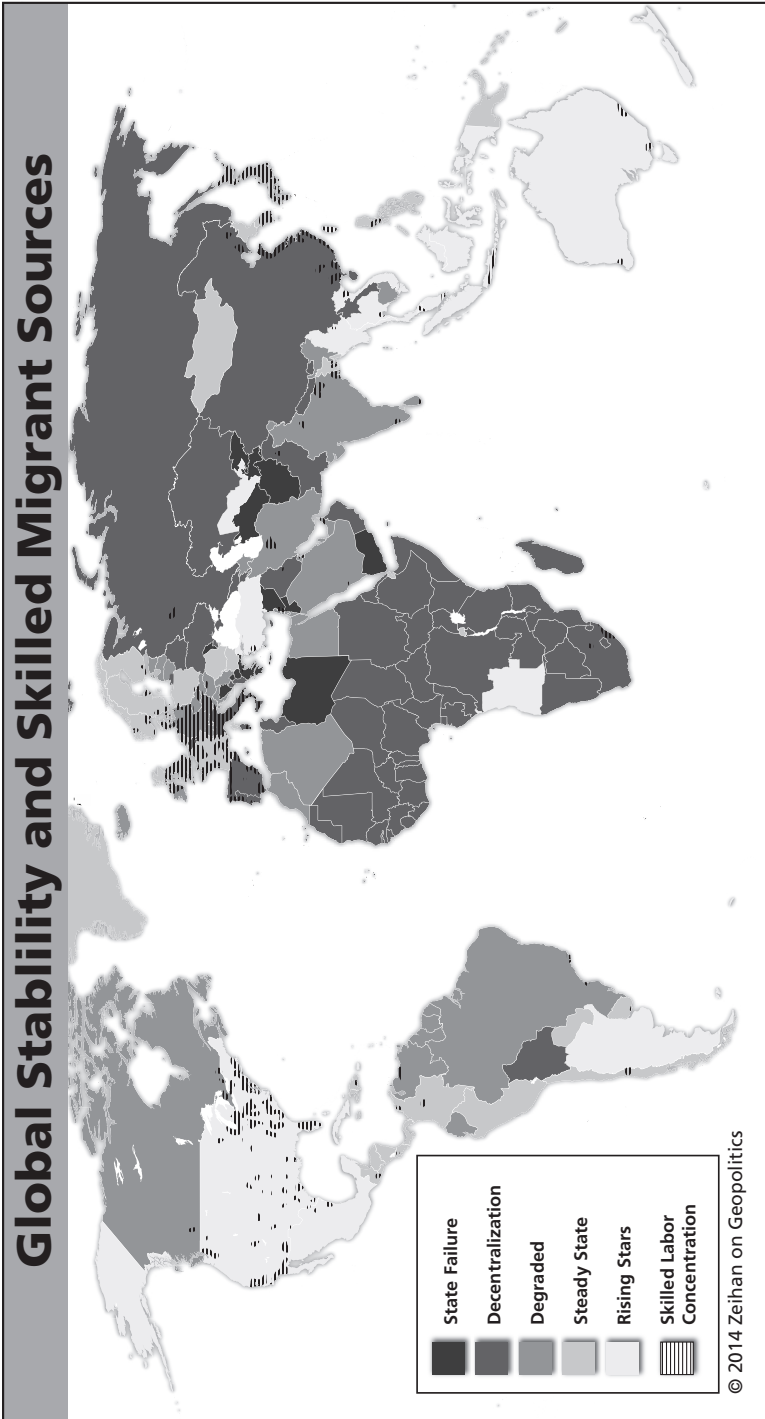 Global Stablility and Skilled Migrant Sources
State Failure
Decentralization
Degraded
Steady State
Rising Stars
Skilled Labor
Concentration
© 2014 Zeihan on Geopolitics